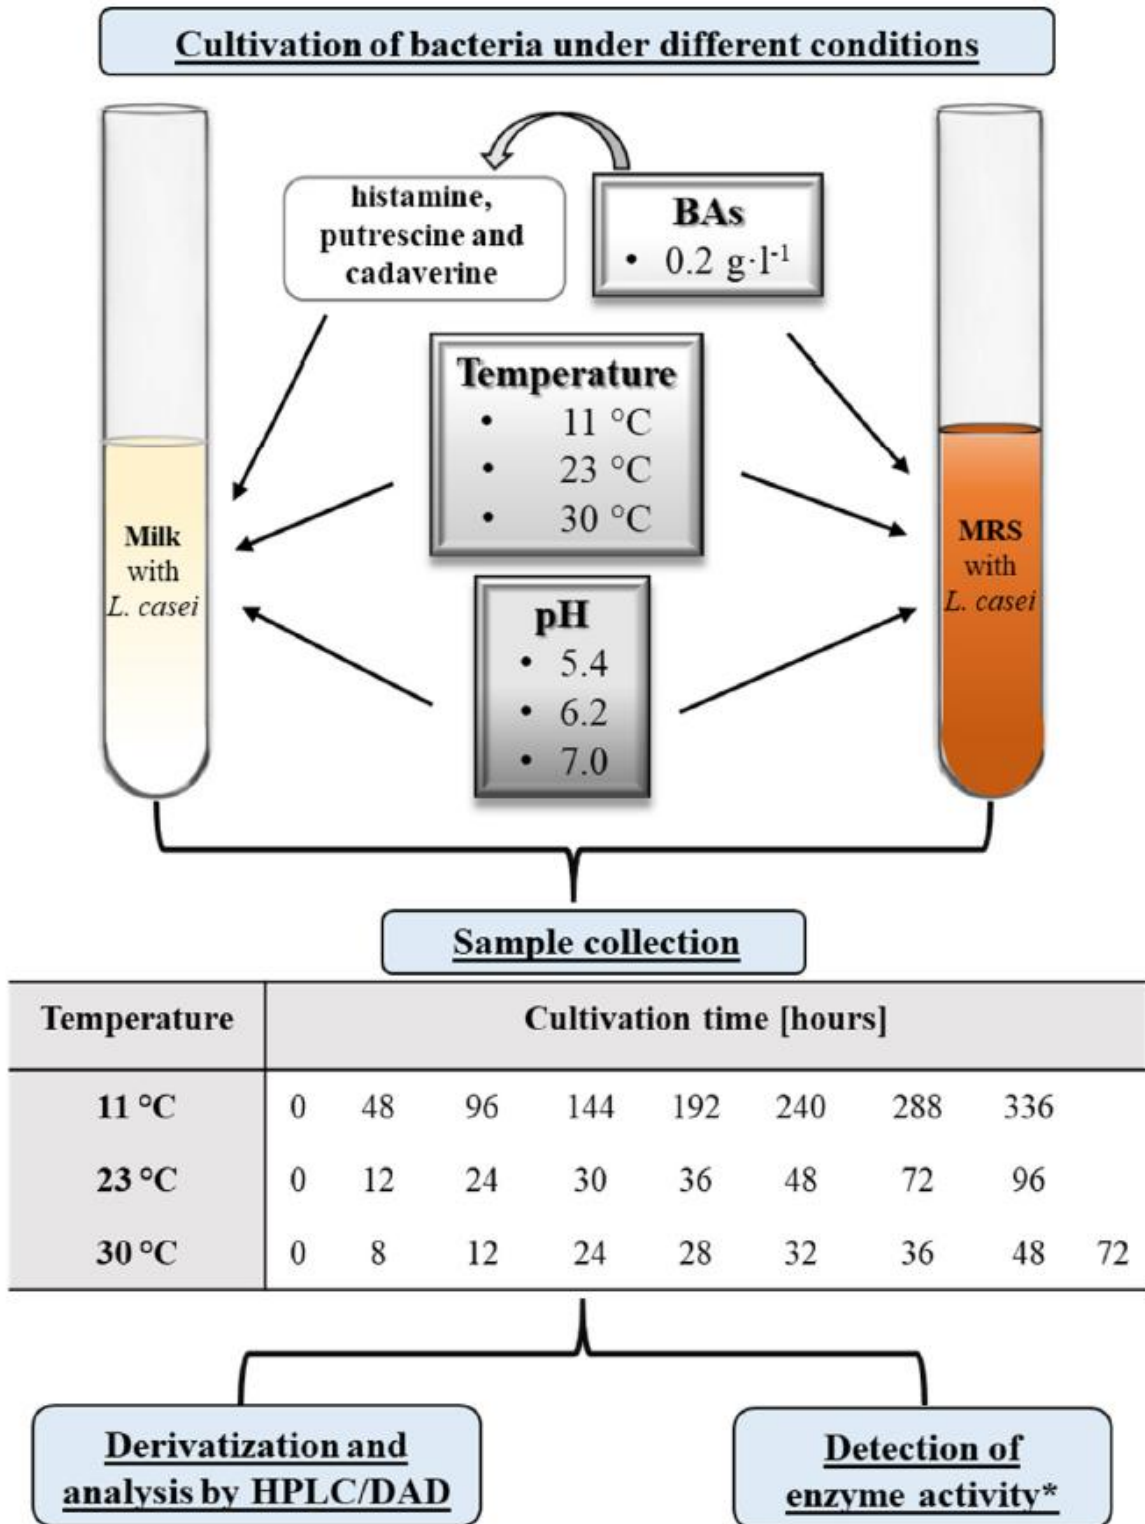 Cultivation of bacteria under different conditions
histamine,
putrescine and
cadaverine
BAs
• 0.2 g·l⁻¹
Temperature
• 11 °C
• 23 °C
• 30 °C
Milk
with
L. casei
MRS
with
L. casei
pH
• 5.4
• 6.2
• 7.0
Sample collection
Temperature Cultivation time [hours]
11 °C 0 48 96 144 192 240 288 336
23 °C 0 12 24 30 36 48 72 96
30 °C 0 8 12 24 28 32 36 48 72
Derivatization and
analysis by HPLC/DAD
Detection of
enzyme activity*